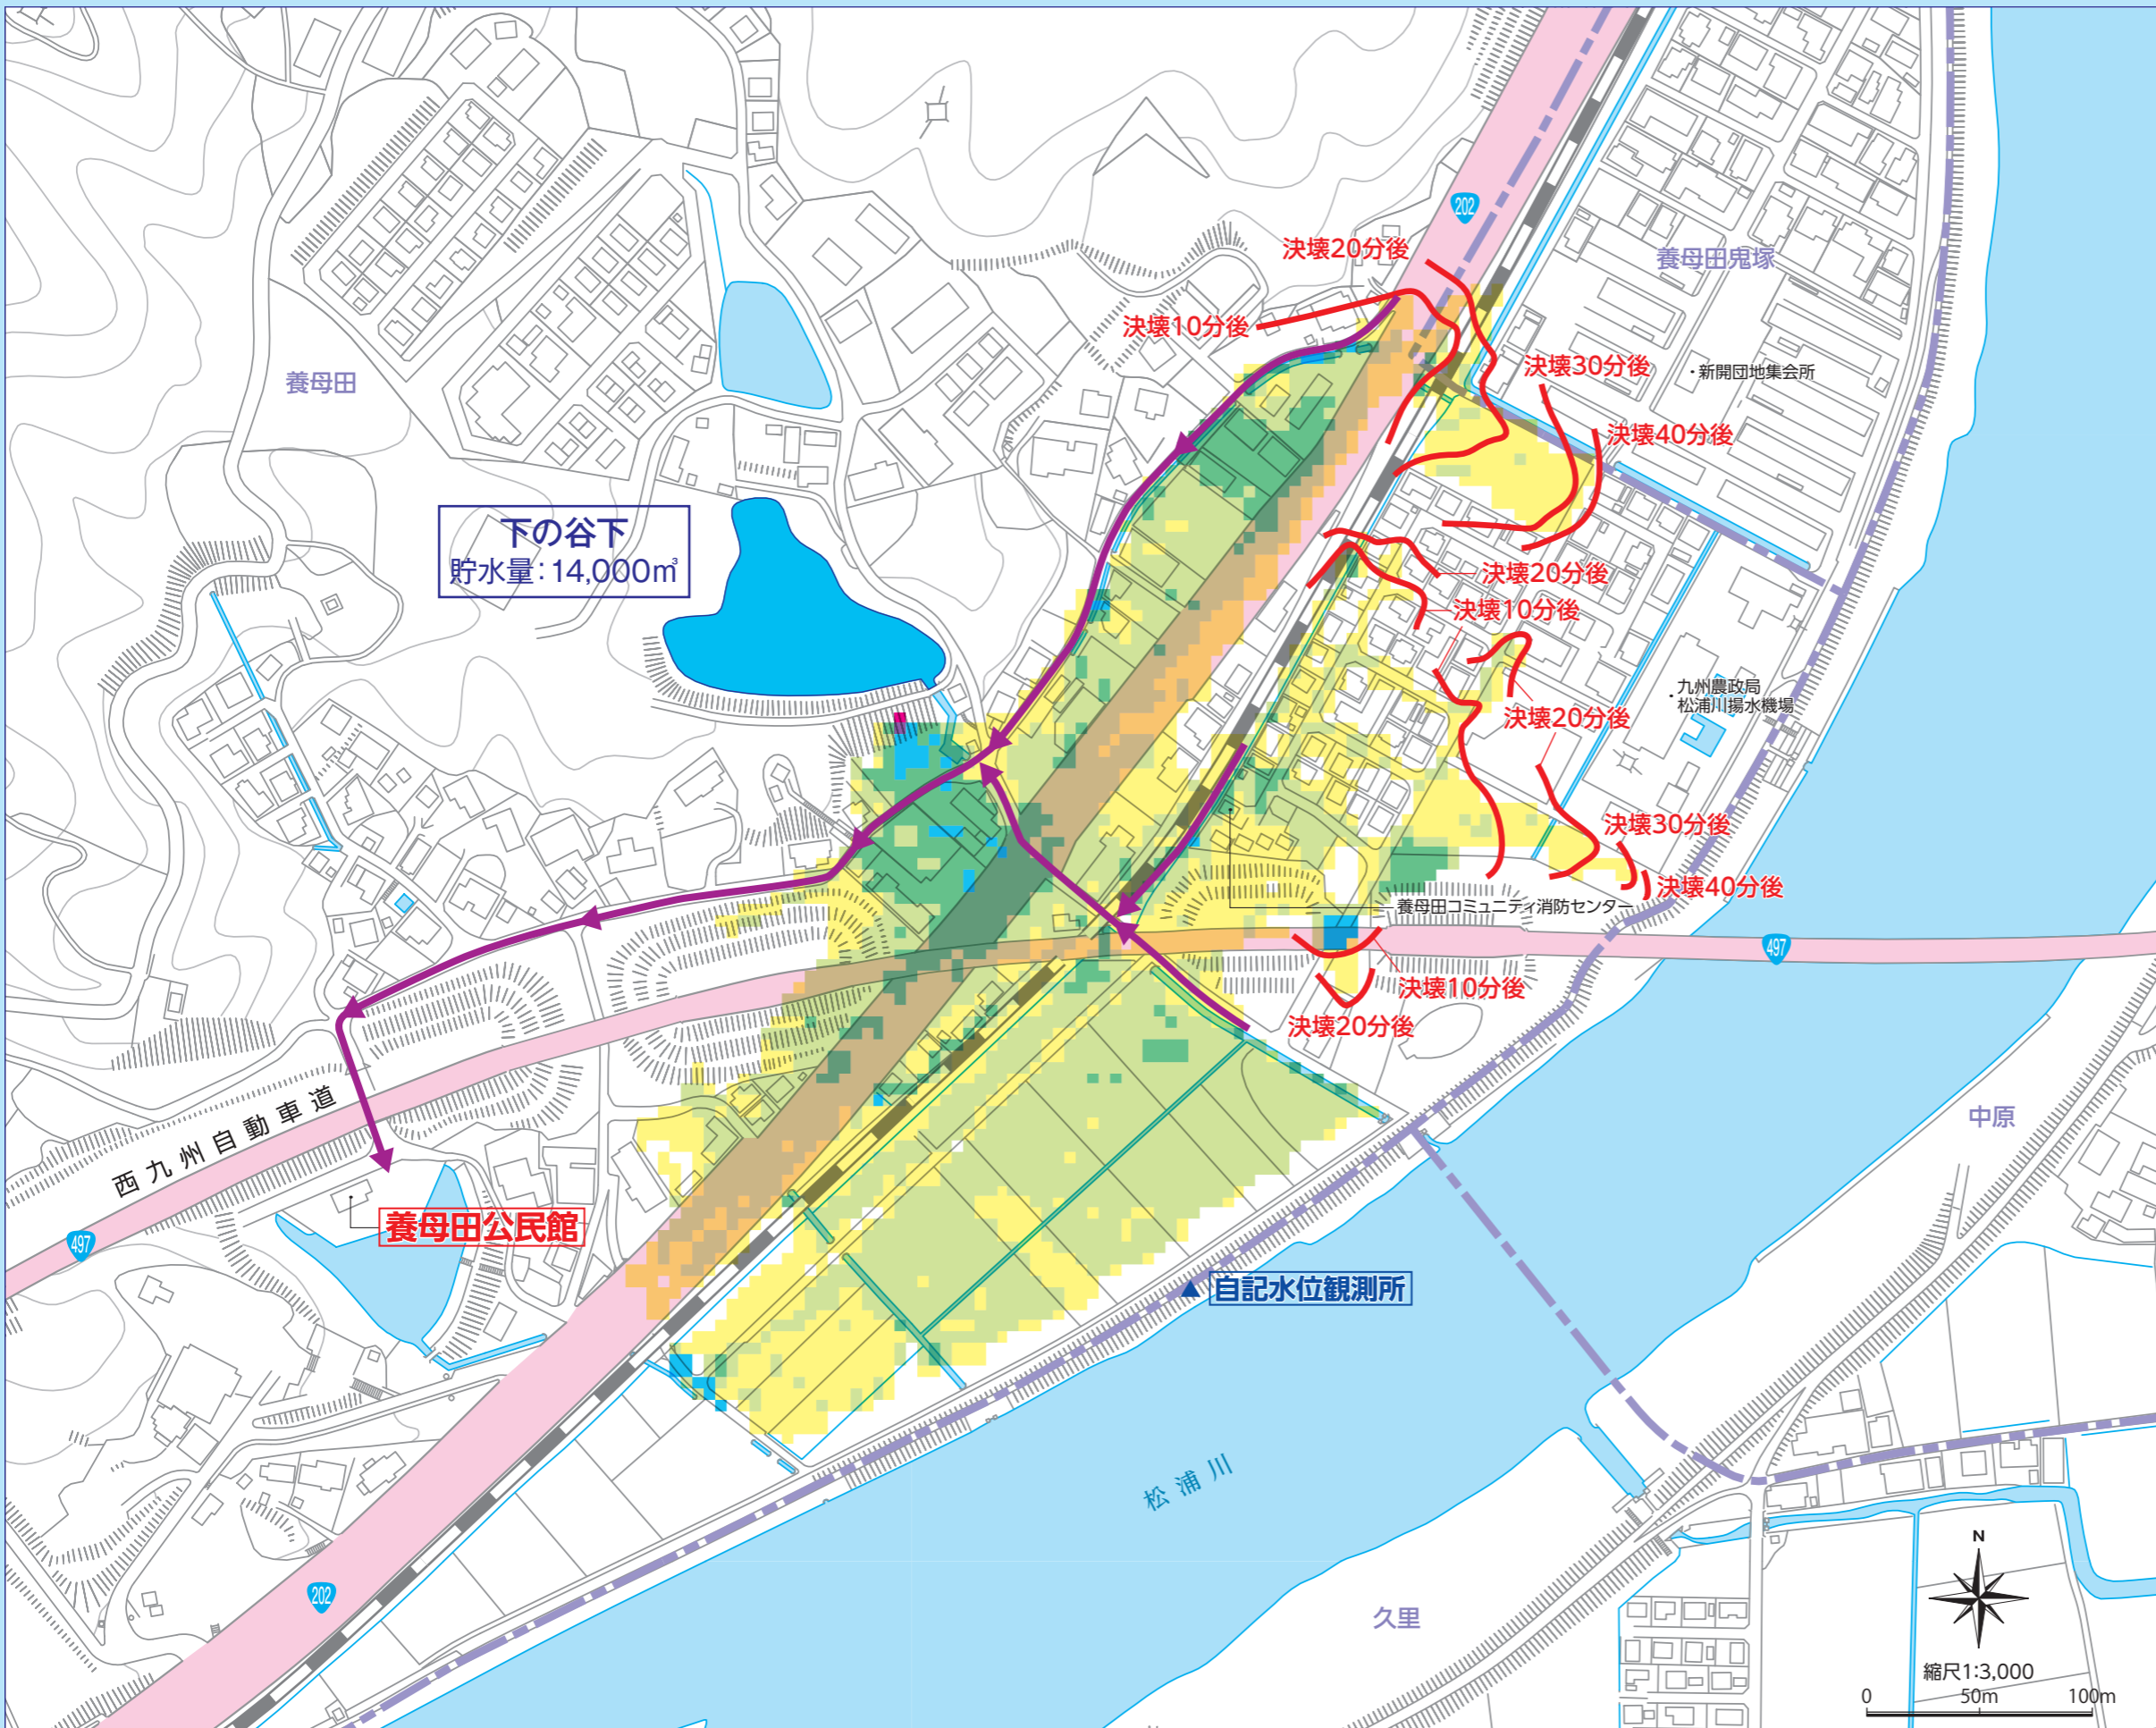 202
決壊20分後
養母田鬼塚
決壊10分後
決壊30分後
・新開団地集会所
養母田
決壊40分後
下の谷下
貯水量：14,000㎥
決壊20分後
決壊10分後
九州農政局
・松浦川揚水機場
決壊20分後
決壊30分後
決壊40分後
養母田コミュニティ消防センター
497
決壊10分後
決壊20分後
西九州自動車道
中原
養母田公民館
497
自記水位観測所
松浦川
202
久里
N
縮尺1:3,000
0 50m 100m